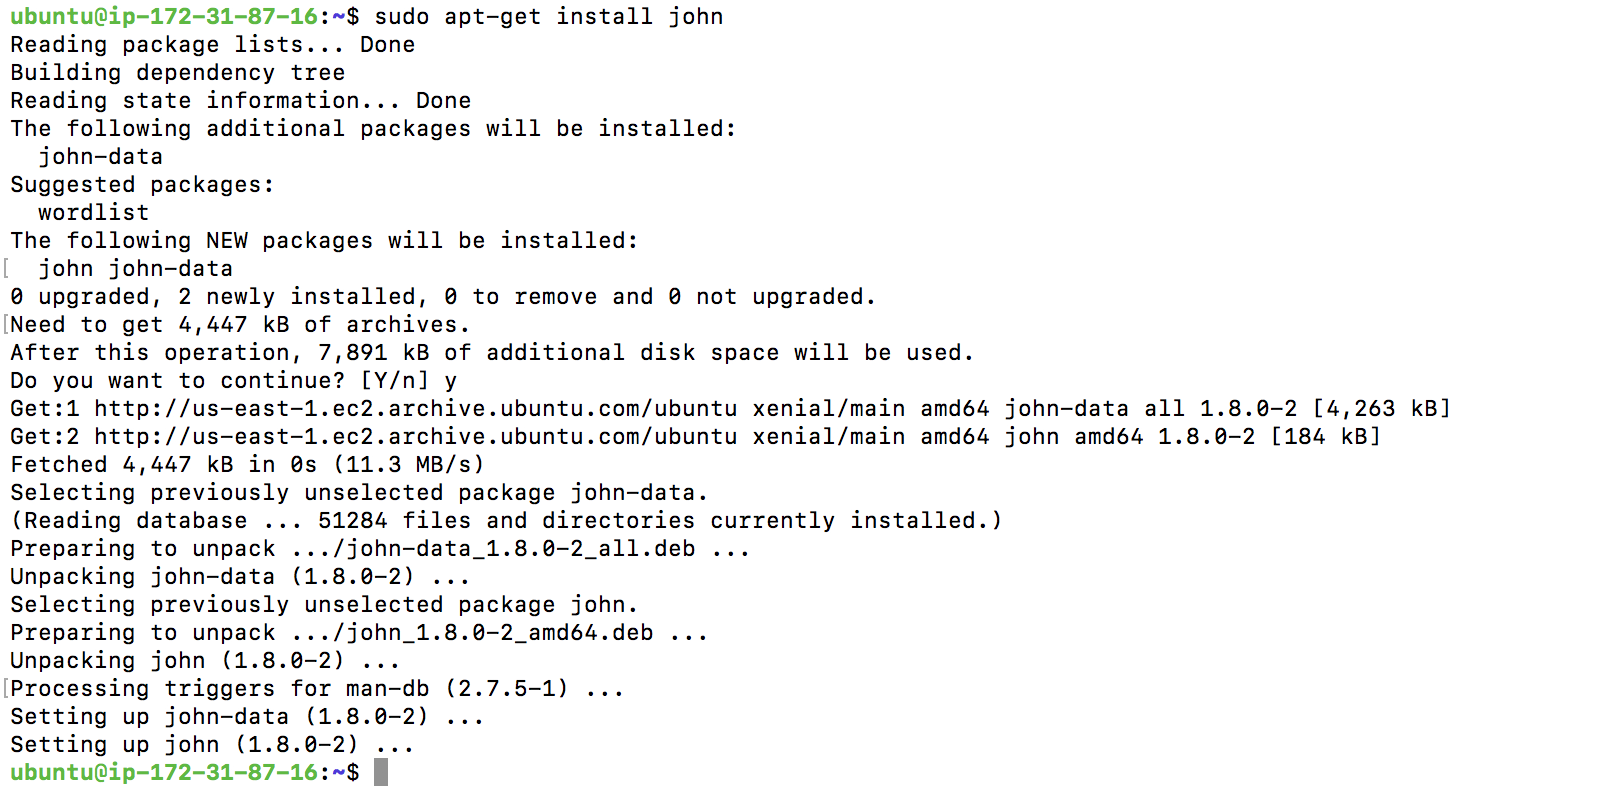 ubuntu@ip-172-31-87-16:~$ sudo apt-get install john
Reading package lists... Done
Building dependency tree
Reading state information... Done
The following additional packages will be installed:
  john-data
Suggested packages:
  wordlist
The following NEW packages will be installed:
[  john john-data
0 upgraded, 2 newly installed, 0 to remove and 0 not upgraded.
[Need to get 4,447 kB of archives.
After this operation, 7,891 kB of additional disk space will be used.
Do you want to continue? [Y/n] y
Get:1 http://us-east-1.ec2.archive.ubuntu.com/ubuntu xenial/main amd64 john-data all 1.8.0-2 [4,263 kB]
Get:2 http://us-east-1.ec2.archive.ubuntu.com/ubuntu xenial/main amd64 john amd64 1.8.0-2 [184 kB]
Fetched 4,447 kB in 0s (11.3 MB/s)
Selecting previously unselected package john-data.
(Reading database ... 51284 files and directories currently installed.)
Preparing to unpack .../john-data_1.8.0-2_all.deb ...
Unpacking john-data (1.8.0-2) ...
Selecting previously unselected package john.
Preparing to unpack .../john_1.8.0-2_amd64.deb ...
Unpacking john (1.8.0-2) ...
[Processing triggers for man-db (2.7.5-1) ...
Setting up john-data (1.8.0-2) ...
Setting up john (1.8.0-2) ...
ubuntu@ip-172-31-87-16:~$